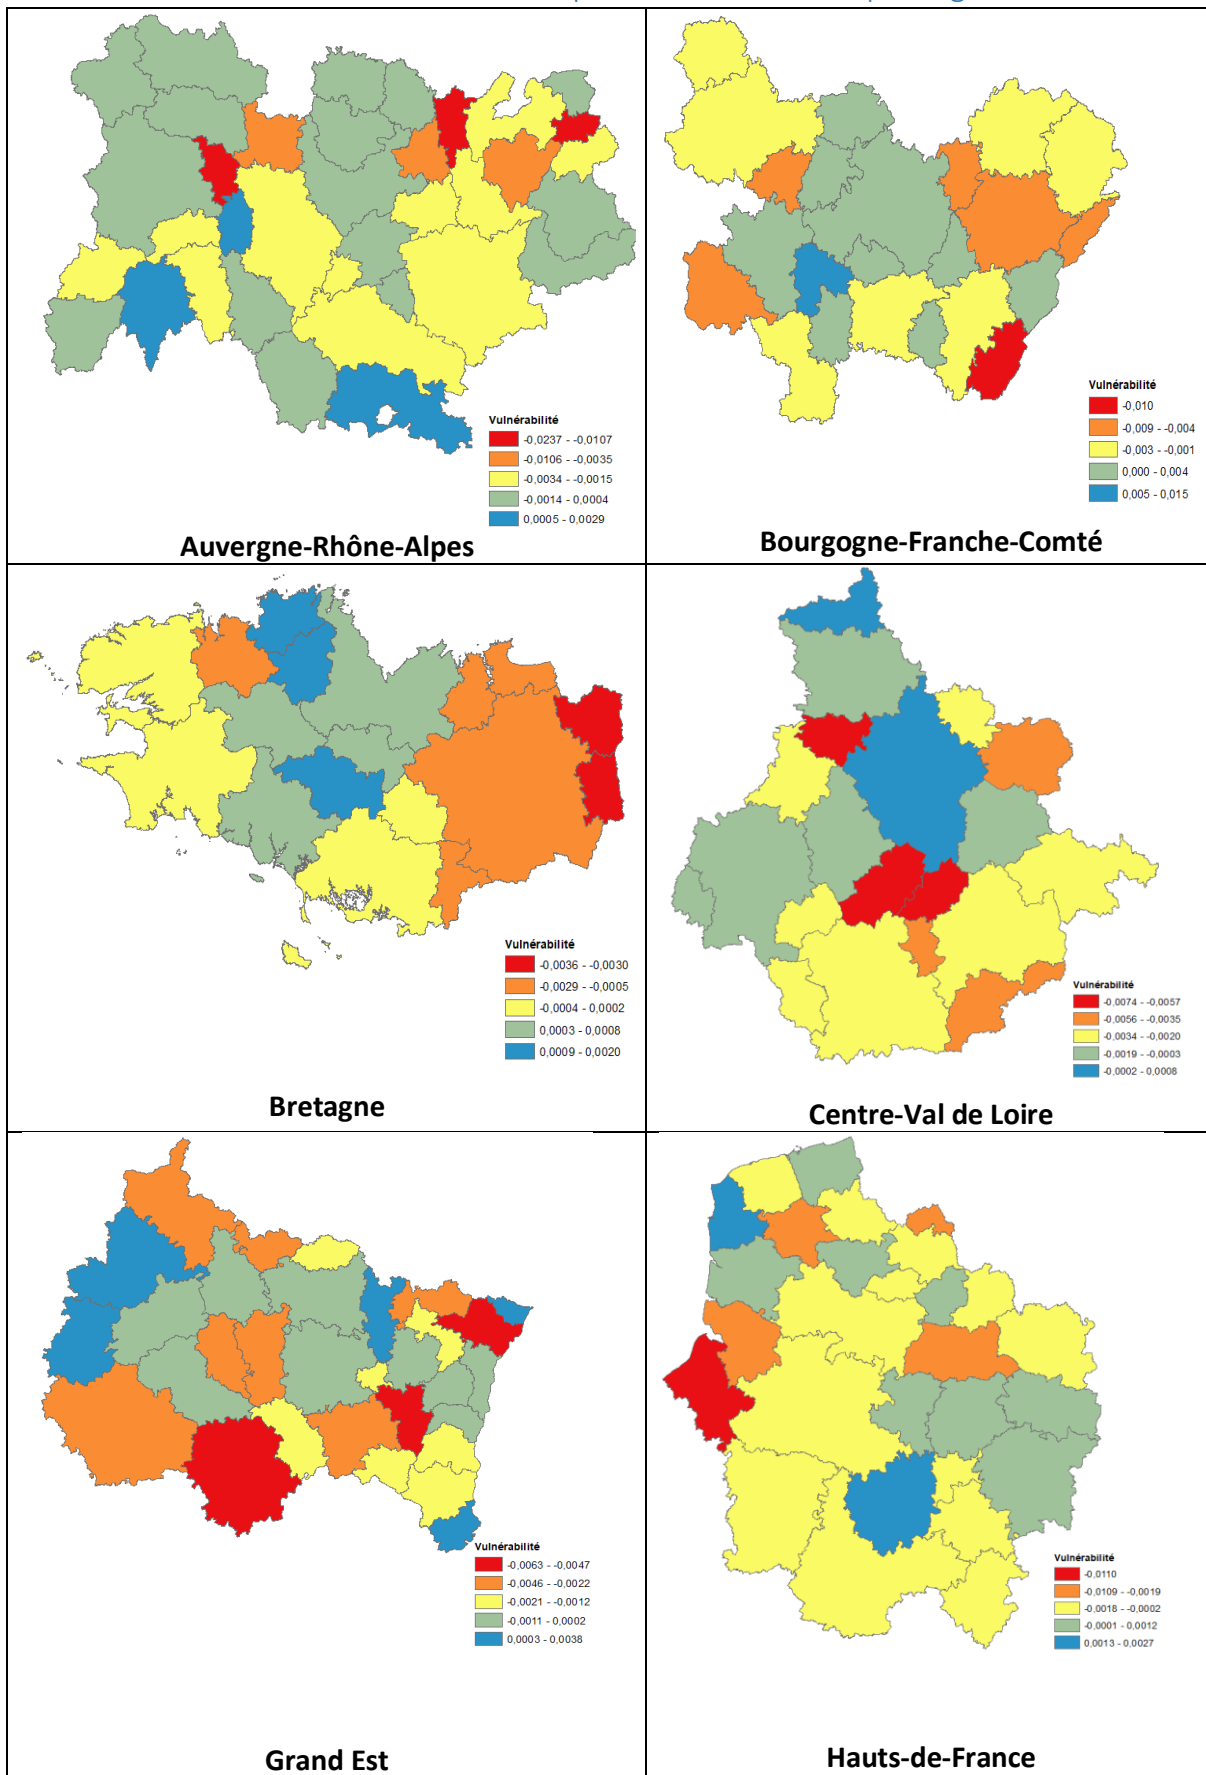 Vulnérabilité
-0,0237 - -0,0107
-0,0106 - -0,0035
-0,0034 - -0,0015
-0,0014 - 0,0004
0,0005 - 0,0029
Auvergne-Rhône-Alpes
Vulnérabilité
-0,010
-0,009 - -0,004
-0,003 - -0,001
0,000 - 0,004
0,005 - 0,015
Bourgogne-Franche-Comté
Vulnérabilité
-0,0036 - -0,0030
-0,0029 - -0,0005
-0,0004 - 0,0002
0,0003 - 0,0008
0,0009 - 0,0020
Bretagne
Vulnérabilité
-0,0074 - -0,0057
-0,0056 - -0,0035
-0,0034 - -0,0020
-0,0019 - -0,0003
-0,0002 - 0,0008
Centre-Val de Loire
Vulnérabilité
-0,0063 - -0,0047
-0,0046 - -0,0022
-0,0021 - -0,0012
-0,0011 - 0,0002
0,0003 - 0,0038
Grand Est
Vulnérabilité
-0,0110
-0,0109 - -0,0019
-0,0018 - -0,0002
-0,0001 - 0,0012
0,0013 - 0,0027
Hauts-de-France